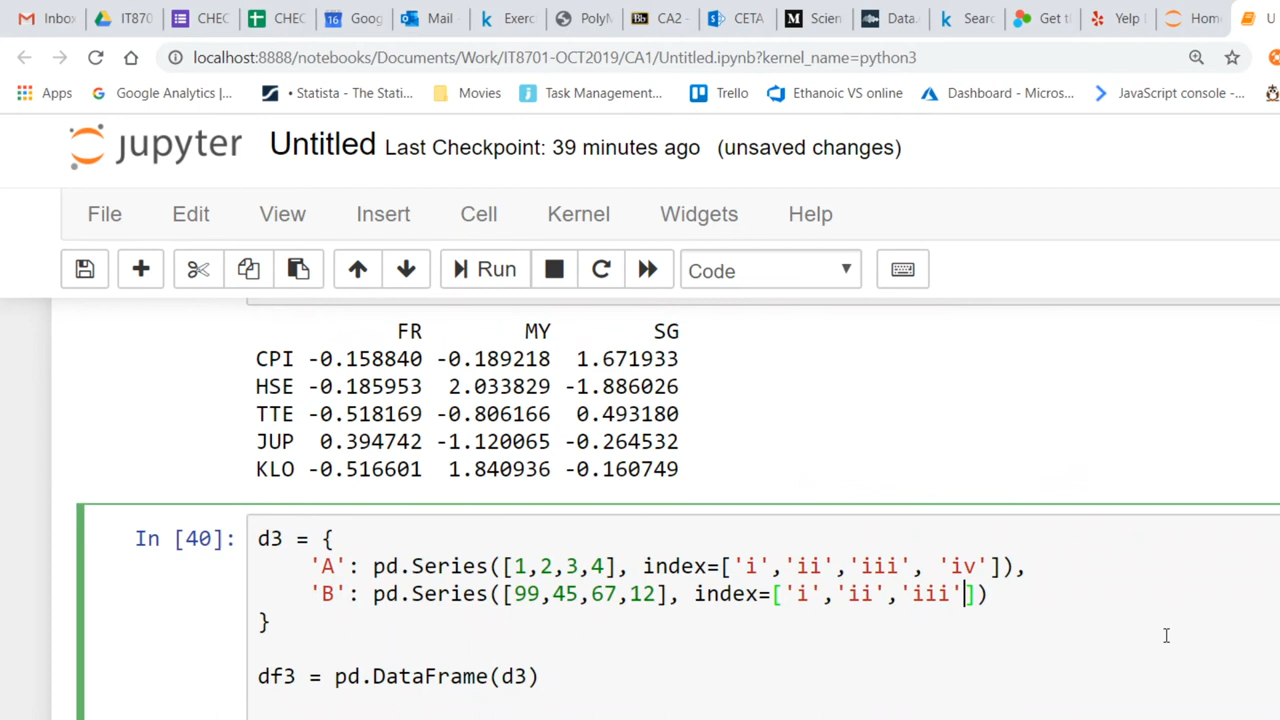 Inbox IT870 CHEC CHEC Goog Mail - Exerc PolyM CA2 - CETA Scien Data. Searc Get t Yelp D Home U
localhost:8888/notebooks/Documents/Work/IT8701-OCT2019/CA1/Untitled.ipynb?kernel_name=python3
Apps Google Analytics |... • Statista - The Stati... Movies Task Management... Trello Ethanoic VS online Dashboard - Micros... JavaScript console -...
jupyter Untitled Last Checkpoint: 39 minutes ago (unsaved changes)
File Edit View Insert Cell Kernel Widgets Help
Run Code
FR MY SG
CPI -0.158840 -0.189218 1.671933
HSE -0.185953 2.033829 -1.886026
TTE -0.518169 -0.806166 0.493180
JUP 0.394742 -1.120065 -0.264532
KLO -0.516601 1.840936 -0.160749
In [40]: d3 = {
'A': pd.Series([1,2,3,4], index=['i','ii','iii', 'iv']),
'B': pd.Series([99,45,67,12], index=['i','ii','iii'])
}
df3 = pd.DataFrame(d3)